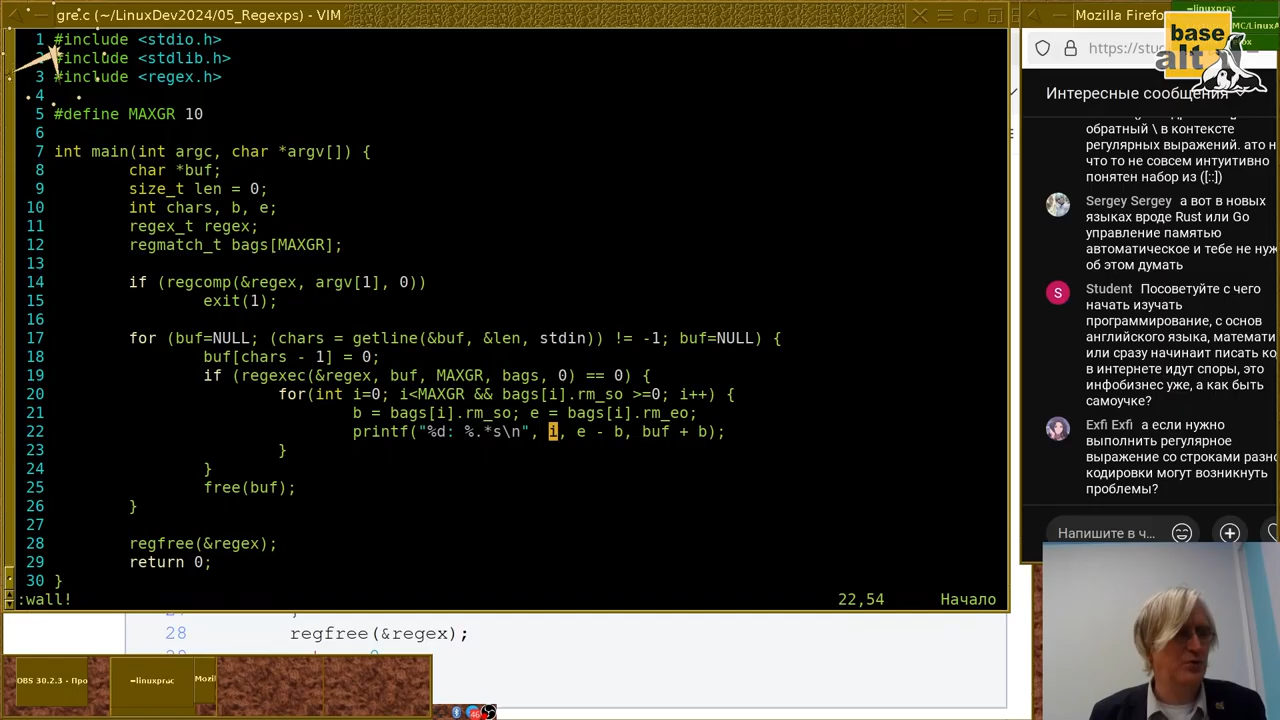 gre.c (~/LinuxDev2024/05_Regexps) - VIM
1 #include <stdio.h>
2 #include <stdlib.h>
3 #include <regex.h>
4
5 #define MAXGR 10
6
7 int main(int argc, char *argv[]) {
8 char *buf;
9 size_t len = 0;
10 int chars, b, e;
11 regex_t regex;
12 regmatch_t bags[MAXGR];
13
14 if (regcomp(&regex, argv[1], 0))
15 exit(1);
16
17 for (buf=NULL; (chars = getline(&buf, &len, stdin)) != -1; buf=NULL) {
18 buf[chars - 1] = 0;
19 if (regexec(&regex, buf, MAXGR, bags, 0) == 0) {
20 for(int i=0; i<MAXGR && bags[i].rm_so >=0; i++) {
21 b = bags[i].rm_so; e = bags[i].rm_eo;
22 printf("%d: %.*s\n", i, e - b, buf + b);
23 }
24 }
25 free(buf);
26 }
27
28 regfree(&regex);
29 return 0;
30 }
:wall! 22,54 Начало
28 regfree(&regex);
OBS 30.2.3 - Про
~linuxprac
Mozil
46
Mozilla Firefo
~linuxprac
MC/LinuxA
base
alt
https://stud
Интересные сообщения
обратный \ в контексте
регулярных выражений. ато н
что то не совсем интуитивно
понятен набор из ([::])
Sergey Sergey а вот в новых
языках вроде Rust или Go
управление памятью
автоматическое и тебе не нуж
об этом думать
Student Посоветуйте с чего
начать изучать
программирование, с основ
английского языка, математи
или сразу начинаит писать ко
в интернете идут споры, это
инфобизнес уже, а как быть
самоучке?
Exfi Exfi а если нужно
выполнить регулярное
выражение со строками разно
кодировки могут возникнуть
проблемы?
Напишите в ч...